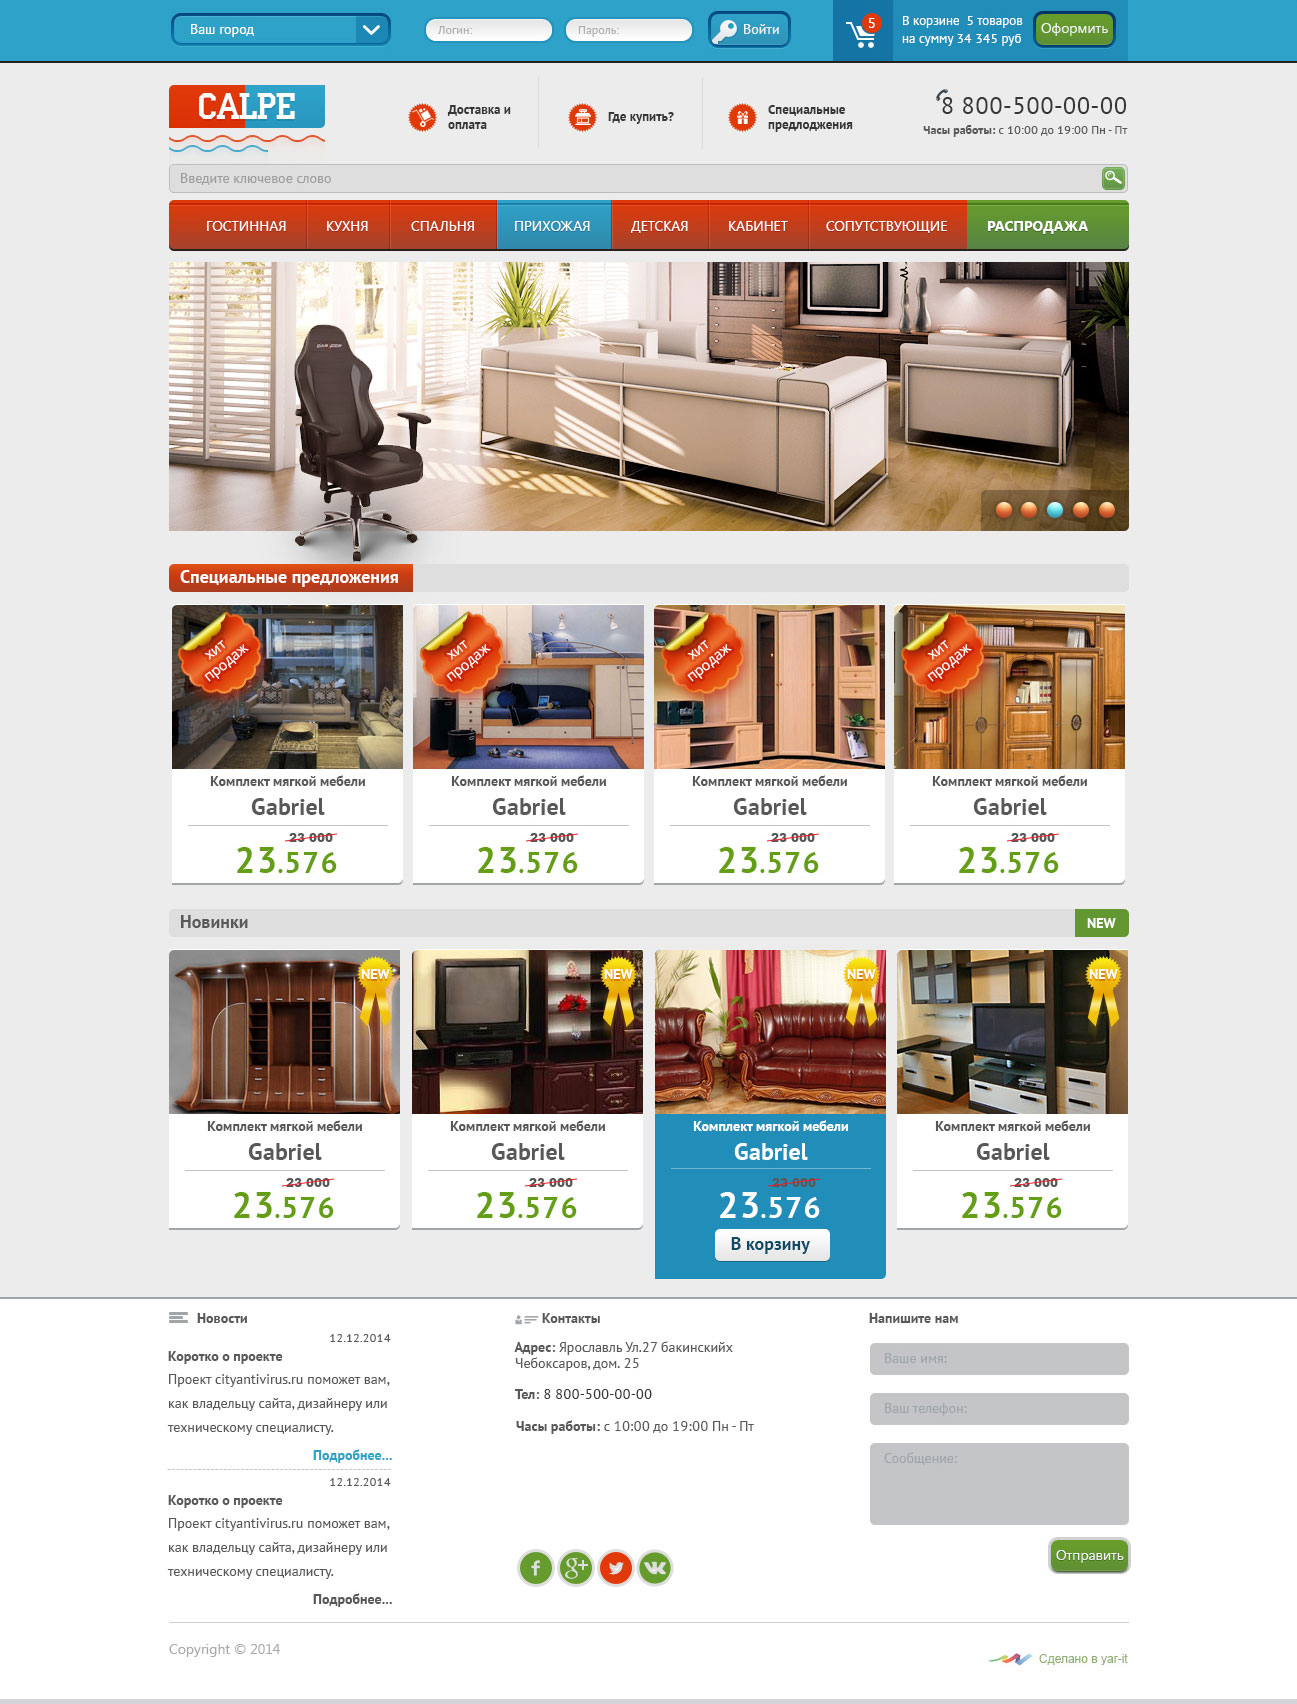 Ваш город
Логин:
Пароль:
Войти
5
В корзине 5 товаров
на сумму 34 345 руб
Оформить
CALPE
Доставка и
оплата
Где купить?
Специальные
предлоджения
8 800-500-00-00
Часы работы: с 10:00 до 19:00 Пн - Пт
Введите ключевое слово
ГОСТИННАЯ
КУХНЯ
СПАЛЬНЯ
ПРИХОЖАЯ
ДЕТСКАЯ
КАБИНЕТ
СОПУТСТВУЮЩИЕ
РАСПРОДАЖА
Специальные предложения
хит
продаж
хит
продаж
хит
продаж
хит
продаж
Комплект мягкой мебели
Gabriel
23 000
23.576
Комплект мягкой мебели
Gabriel
23 000
23.576
Комплект мягкой мебели
Gabriel
23 000
23.576
Комплект мягкой мебели
Gabriel
23 000
23.576
Новинки
NEW
NEW
NEW
NEW
NEW
Комплект мягкой мебели
Gabriel
23 000
23.576
Комплект мягкой мебели
Gabriel
23 000
23.576
Комплект мягкой мебели
Gabriel
23 000
23.576
В корзину
Комплект мягкой мебели
Gabriel
23 000
23.576
Новости
12.12.2014
Коротко о проекте
Проект cityantivirus.ru поможет вам,
как владельцу сайта, дизайнеру или
техническому специалисту.
Подробнее...
12.12.2014
Коротко о проекте
Проект cityantivirus.ru поможет вам,
как владельцу сайта, дизайнеру или
техническому специалисту.
Подробнее...
Контакты
Адрес: Ярославль Ул.27 бакинскийх
Чебоксаров, дом. 25
Тел: 8 800-500-00-00
Часы работы: с 10:00 до 19:00 Пн - Пт
Напишите нам
Ваше имя:
Ваш телефон:
Сообщение:
Отправить
Copyright © 2014
Сделано в yar-it